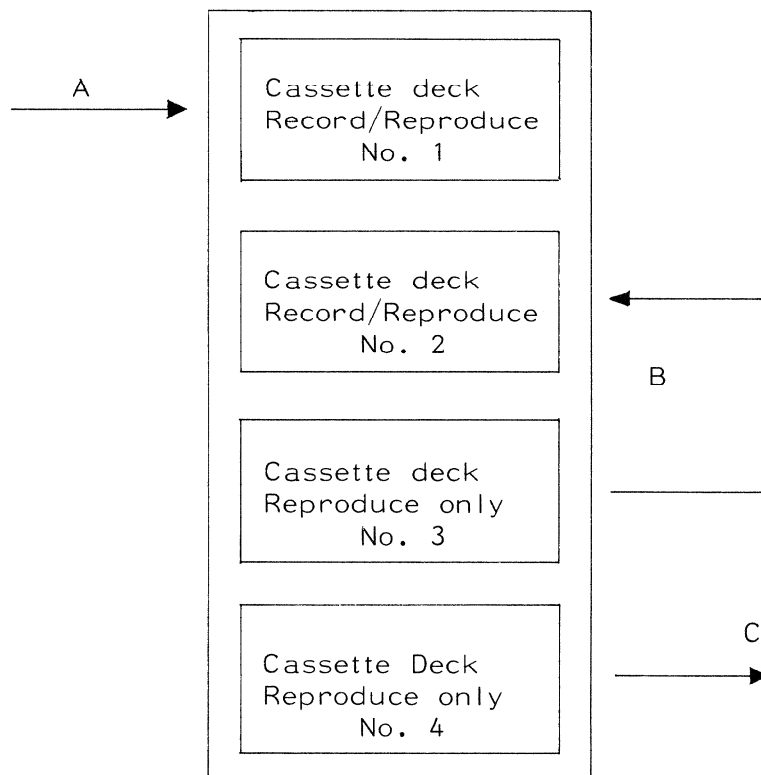 A
Cassette deck
Record/Reproduce
No. 1
Cassette deck
Record/Reproduce
No. 2
B
Cassette deck
Reproduce only
No. 3
C
Cassette Deck
Reproduce only
No. 4